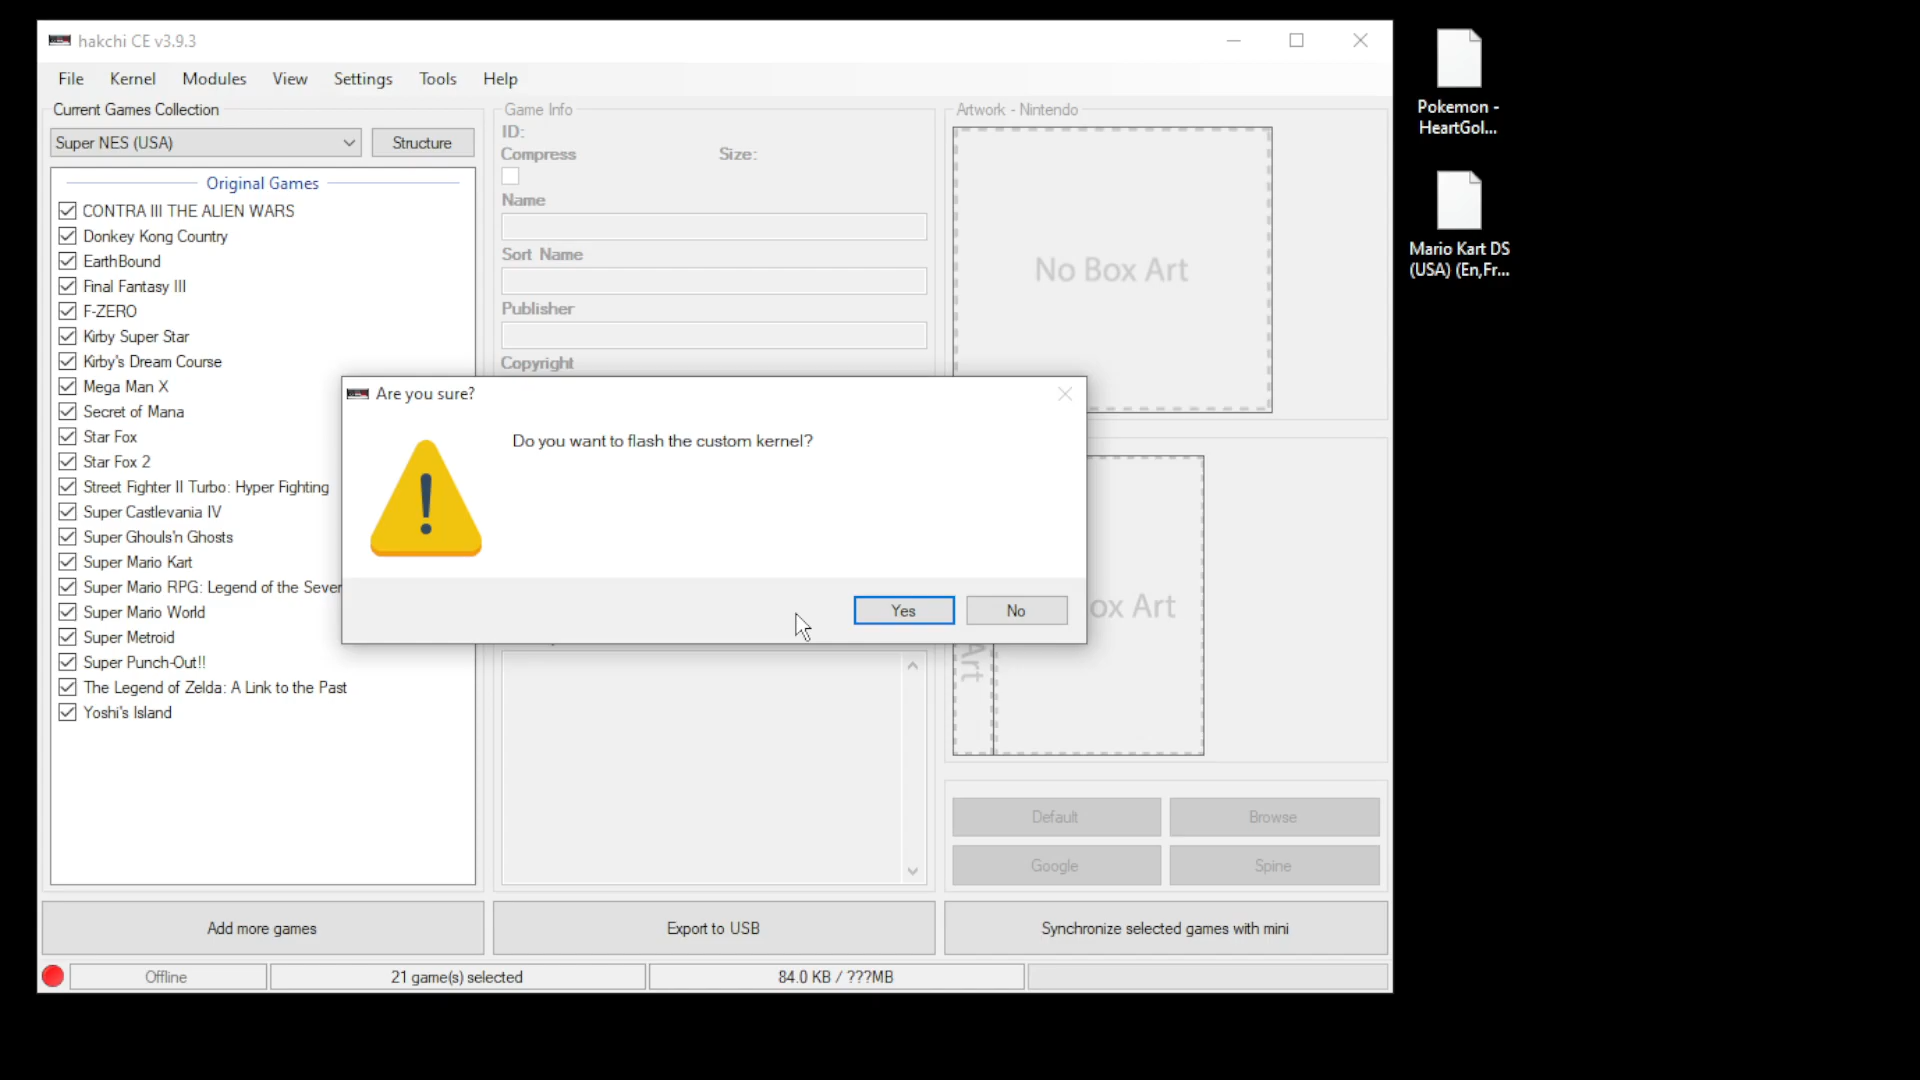 hakchi CE v3.9.3
File Kernel Modules View Settings Tools Help
Current Games Collection
Super NES (USA)
Structure
Original Games
CONTRA III THE ALIEN WARS
Donkey Kong Country
EarthBound
Final Fantasy III
F-ZERO
Kirby Super Star
Kirby's Dream Course
Mega Man X
Secret of Mana
Star Fox
Star Fox 2
Street Fighter II Turbo: Hyper Fighting
Super Castlevania IV
Super Ghouls'n Ghosts
Super Mario Kart
Super Mario RPG: Legend of the Sever
Super Mario World
Super Metroid
Super Punch-Out!!
The Legend of Zelda: A Link to the Past
Yoshi's Island
Game Info
ID:
Compress
Size:
Name
Sort Name
Publisher
Copyright
Are you sure?
Do you want to flash the custom kernel?
Yes
No
Artwork - Nintendo
No Box Art
ox Art
Art
Default
Browse
Google
Spine
Add more games
Export to USB
Synchronize selected games with mini
Offline
21 game(s) selected
84.0 KB / ???MB
Pokemon -
HeartGol...
Mario Kart DS
(USA) (En,Fr...